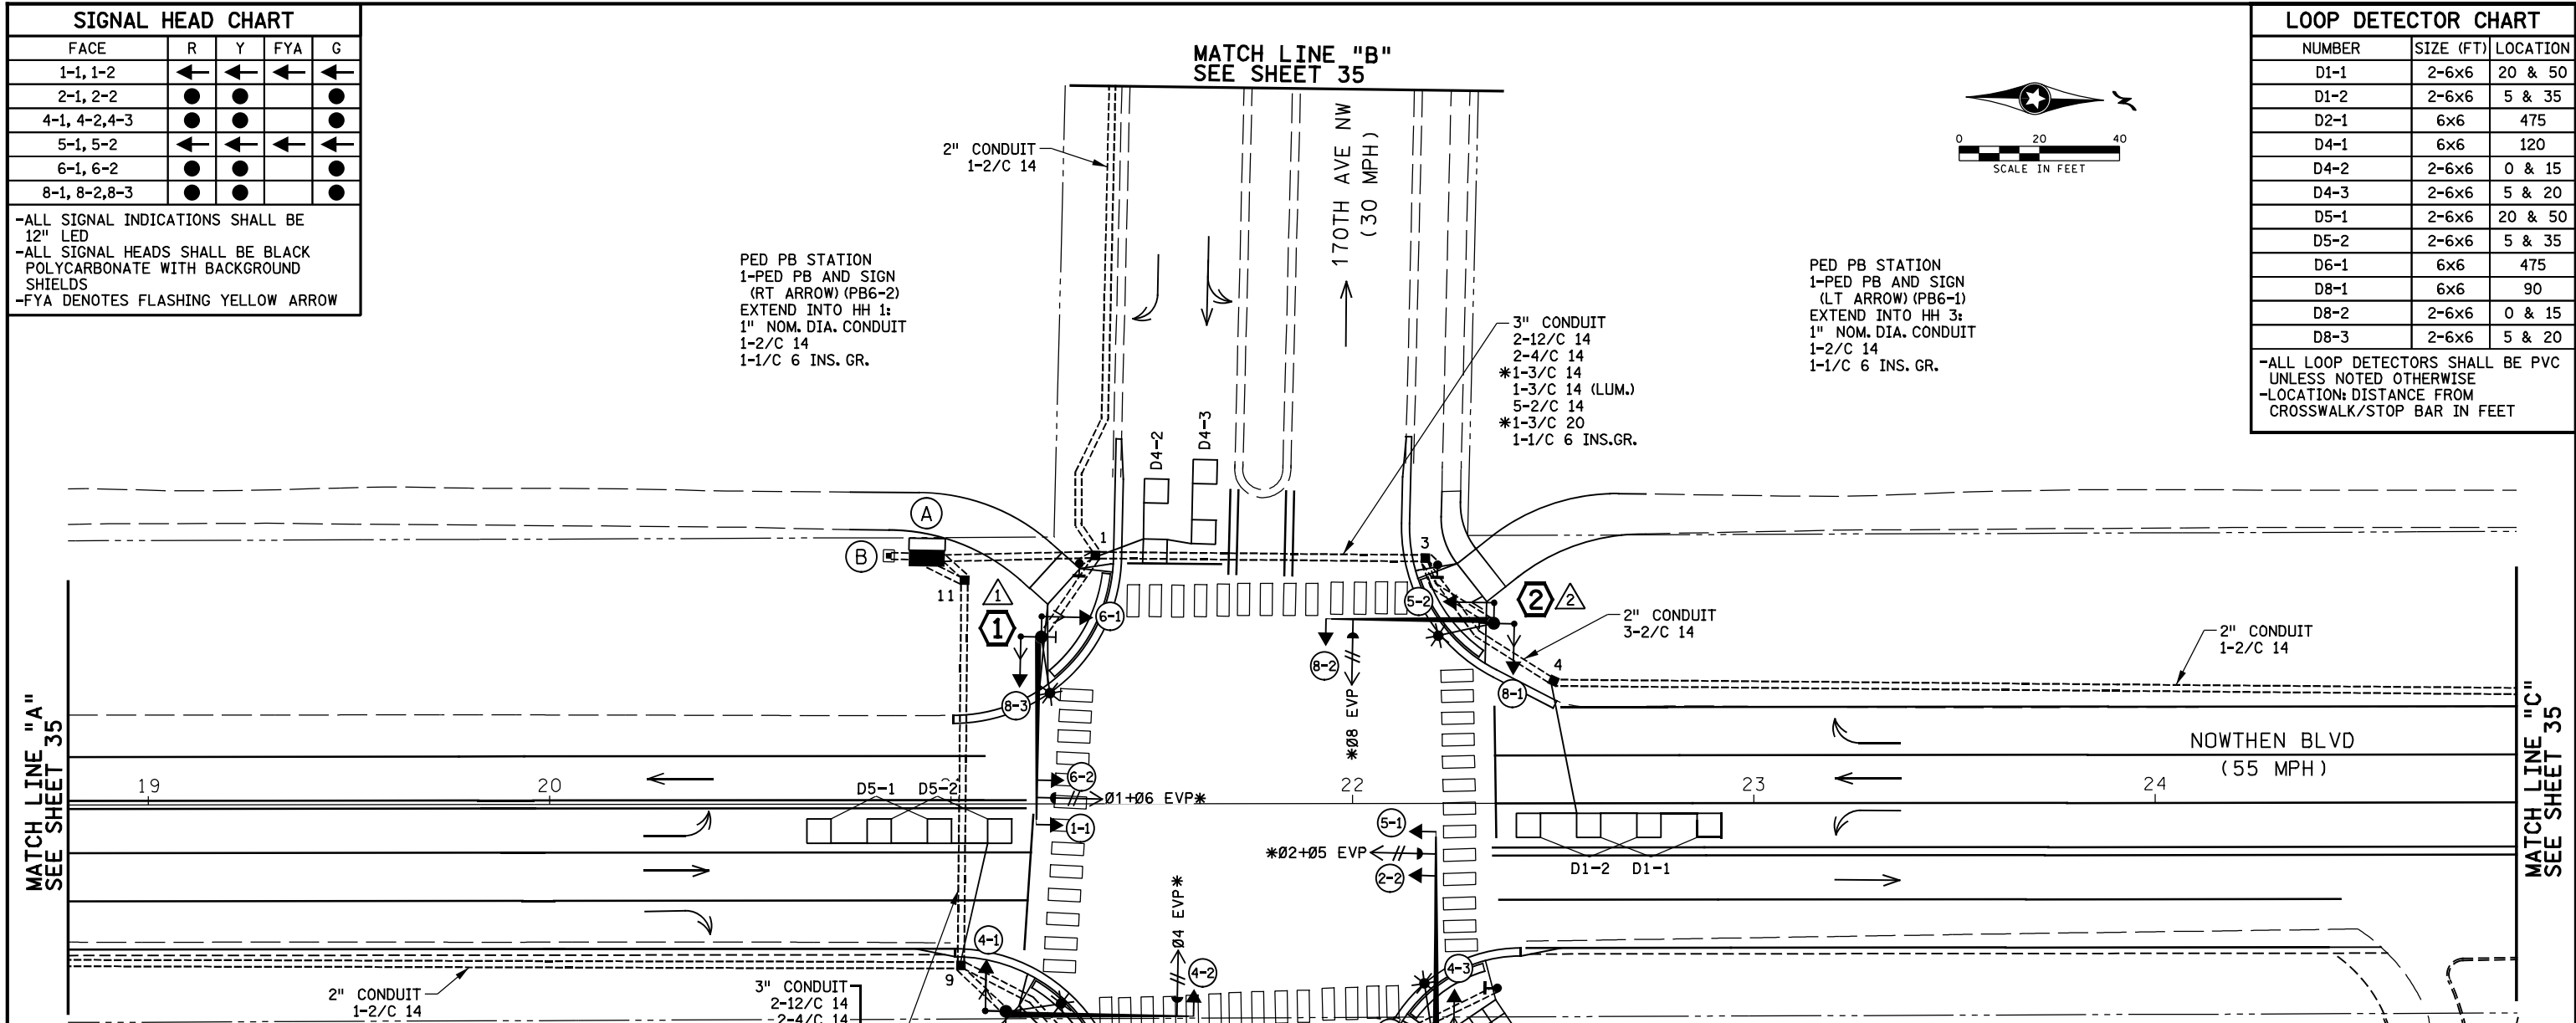 SIGNAL HEAD CHART
FACE R Y FYA G
1-1, 1-2
2-1, 2-2
4-1, 4-2,4-3
5-1, 5-2
6-1, 6-2
8-1, 8-2,8-3
-ALL SIGNAL INDICATIONS SHALL BE
12" LED
-ALL SIGNAL HEADS SHALL BE BLACK
POLYCARBONATE WITH BACKGROUND
SHIELDS
-FYA DENOTES FLASHING YELLOW ARROW
MATCH LINE "B"
SEE SHEET 35
2" CONDUIT
1-2/C 14
170TH AVE NW
(30 MPH)
0 20 40
SCALE IN FEET
LOOP DETECTOR CHART
NUMBER SIZE (FT) LOCATION
D1-1 2-6x6 20 & 50
D1-2 2-6x6 5 & 35
D2-1 6x6 475
D4-1 6x6 120
D4-2 2-6x6 0 & 15
D4-3 2-6x6 5 & 20
D5-1 2-6x6 20 & 50
D5-2 2-6x6 5 & 35
D6-1 6x6 475
D8-1 6x6 90
D8-2 2-6x6 0 & 15
D8-3 2-6x6 5 & 20
-ALL LOOP DETECTORS SHALL BE PVC
UNLESS NOTED OTHERWISE
-LOCATION: DISTANCE FROM
CROSSWALK/STOP BAR IN FEET
PED PB STATION
1-PED PB AND SIGN
(RT ARROW) (PB6-2)
EXTEND INTO HH 1:
1" NOM. DIA. CONDUIT
1-2/C 14
1-1/C 6 INS. GR.
3" CONDUIT
2-12/C 14
2-4/C 14
*1-3/C 14
1-3/C 14 (LUM.)
5-2/C 14
*1-3/C 20
1-1/C 6 INS.GR.
PED PB STATION
1-PED PB AND SIGN
(LT ARROW) (PB6-1)
EXTEND INTO HH 3:
1" NOM. DIA. CONDUIT
1-2/C 14
1-1/C 6 INS. GR.
D4-2
D4-3
A
B
1
3
11
1
1
6-1
5-2
2
2
2" CONDUIT
3-2/C 14
4
2" CONDUIT
1-2/C 14
8-2
8-1
8-3
*Ø8 EVP
MATCH LINE "A"
SEE SHEET 35
19
20
D5-1
D5-2
6-2
Ø1+Ø6 EVP*
1-1
22
5-1
*Ø2+Ø5 EVP
2-2
D1-2
D1-1
23
24
NOWTHEN BLVD
(55 MPH)
MATCH LINE "C"
SEE SHEET 35
4-1
Ø4 EVP*
4-2
4-3
9
2" CONDUIT
1-2/C 14
3" CONDUIT
2-12/C 14
2-4/C 14